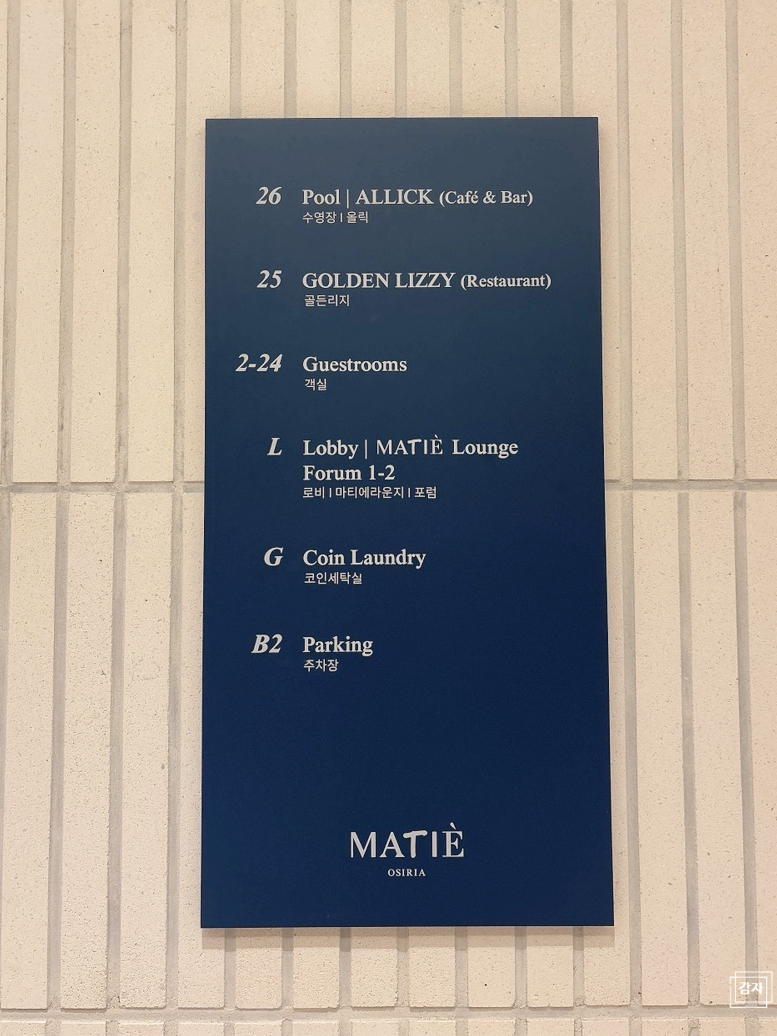 26 Pool | ALLICK (Café & Bar)
수영장 | 올릭
25 GOLDEN LIZZY (Restaurant)
골든리지
2-24 Guestrooms
객실
L Lobby | MATIÈ Lounge
Forum 1-2
로비 | 마티에라운지 | 포럼
G Coin Laundry
코인세탁실
B2 Parking
주차장
MATIÈ
OSIRIA
감자